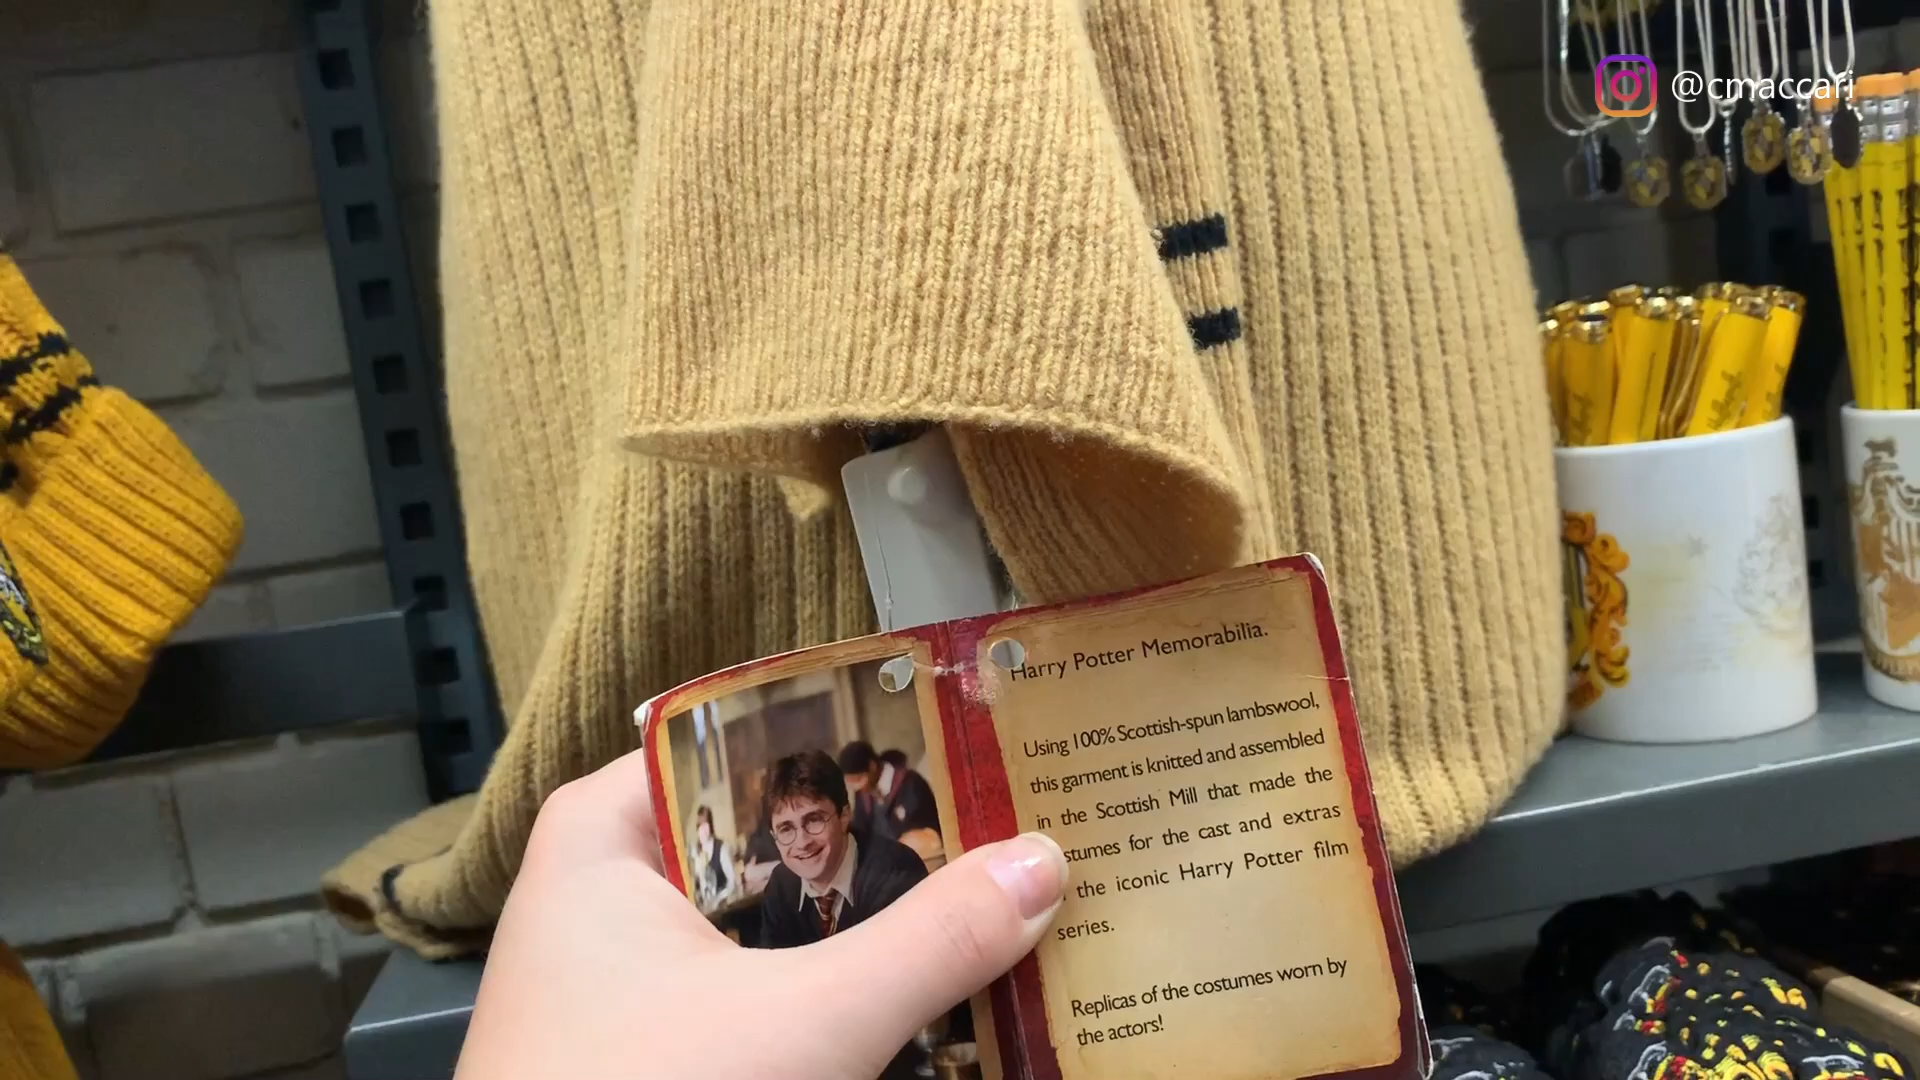 @cmaccari
Harry Potter Memorabilia.
Using 100% Scottish-spun lambswool,
this garment is knitted and assembled
in the Scottish Mill that made the
stumes for the cast and extras
the iconic Harry Potter film
series.
Replicas of the costumes worn by
the actors!